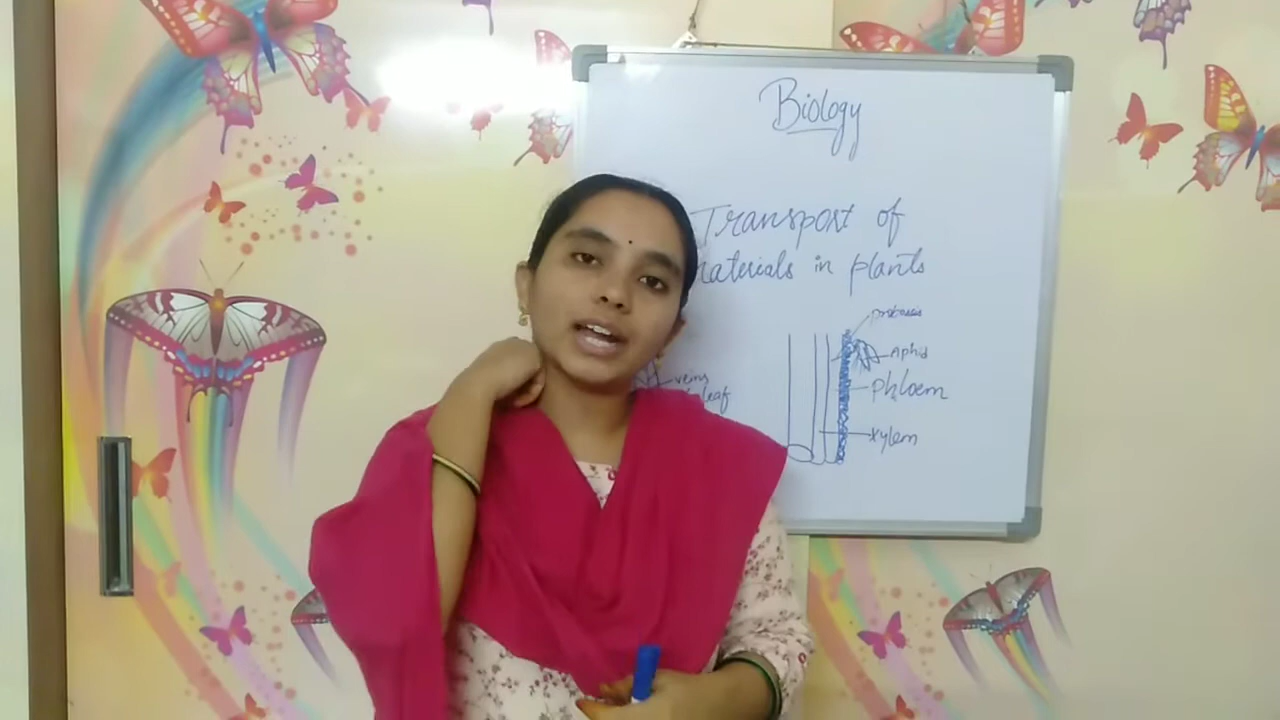 Biology
Transport of
materials in plants
proboscis
Aphid
veins
leaf
Phloem
xylem